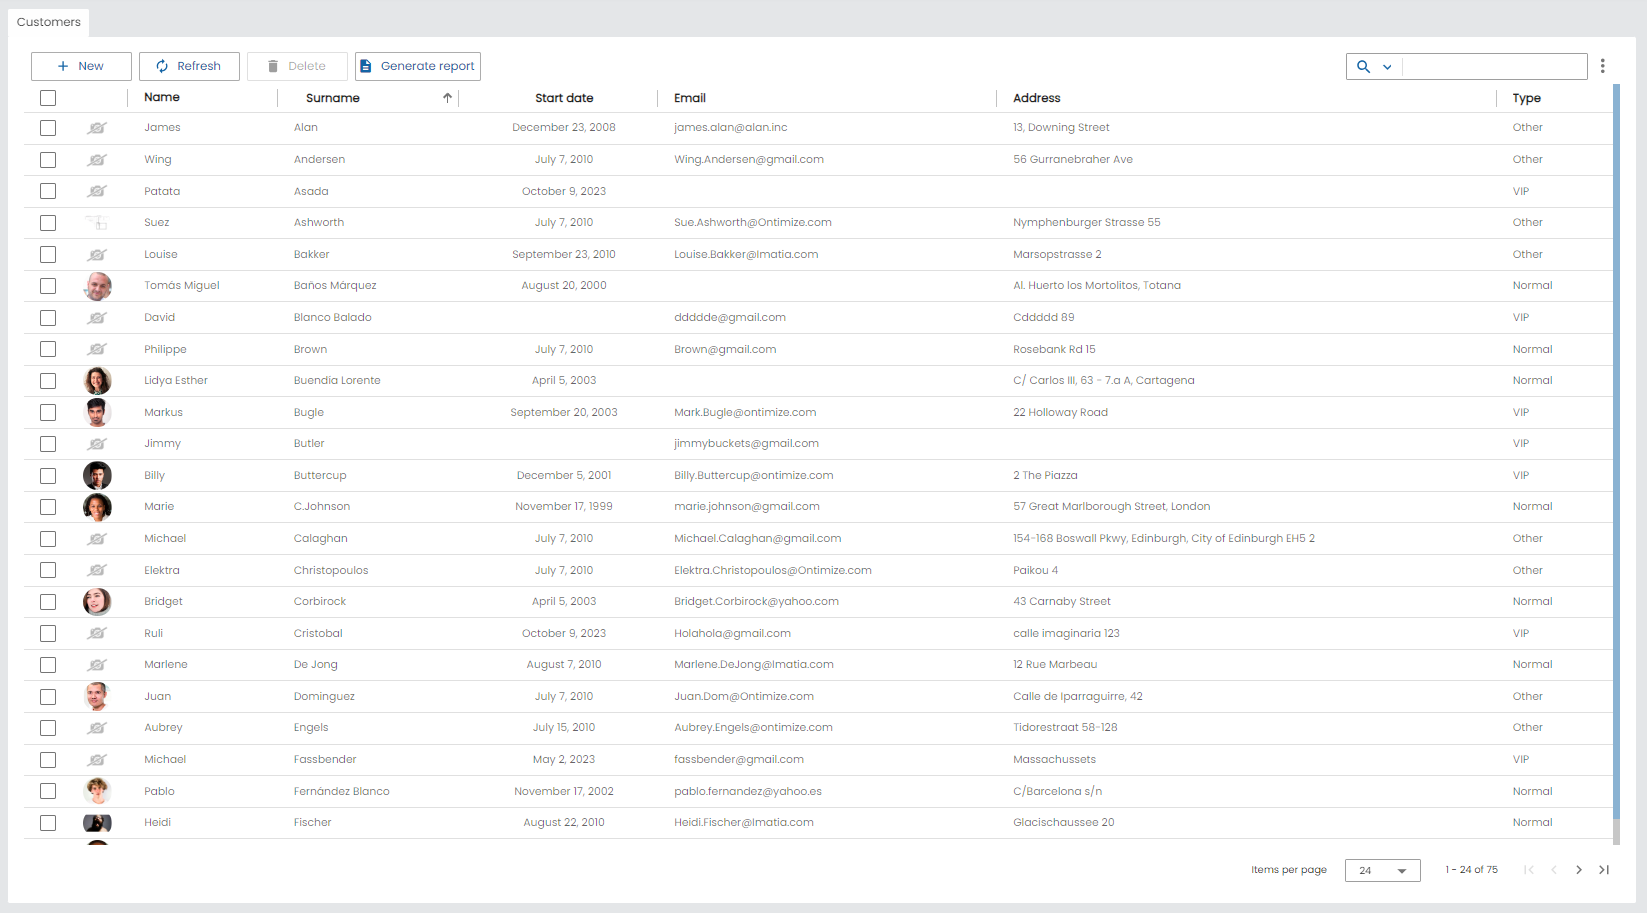 Customers
New Refresh Delete Generate report
Name Surname Start date Email Address Type
James Alan December 23, 2008 james.alan@alan.inc 13, Downing Street Other
Wing Andersen July 7, 2010 Wing.Andersen@gmail.com 56 Gurranebraher Ave Other
Patata Asada October 9, 2023 VIP
Suez Ashworth July 7, 2010 Sue.Ashworth@Ontimize.com Nymphenburger Strasse 55 Other
Louise Bakker September 23, 2010 Louise.Bakker@Imatia.com Marsopstrasse 2 Other
Tomás Miguel Baños Márquez August 20, 2000 Al. Huerto los Mortolitos, Totana Normal
David Blanco Balado ddddde@gmail.com Cddddd 89 VIP
Philippe Brown July 7, 2010 Brown@gmail.com Rosebank Rd 15 Normal
Lidya Esther Buendía Lorente April 5, 2003 C/ Carlos III, 63 - 7.a A, Cartagena Normal
Markus Bugle September 20, 2003 Mark.Bugle@ontimize.com 22 Holloway Road VIP
Jimmy Butler jimmybuckets@gmail.com VIP
Billy Buttercup December 5, 2001 Billy.Buttercup@ontimize.com 2 The Piazza VIP
Marie C.Johnson November 17, 1999 marie.johnson@gmail.com 57 Great Marlborough Street, London Normal
Michael Calaghan July 7, 2010 Michael.Calaghan@gmail.com 154-168 Boswall Pkwy, Edinburgh, City of Edinburgh EH5 2 Other
Elektra Christopoulos July 7, 2010 Elektra.Christopoulos@Ontimize.com Paikou 4 Other
Bridget Corbirock April 5, 2003 Bridget.Corbirock@yahoo.com 43 Carnaby Street Normal
Ruli Cristobal October 9, 2023 Holahola@gmail.com calle imaginaria 123 VIP
Marlene De Jong August 7, 2010 Marlene.DeJong@Imatia.com 12 Rue Marbeau Normal
Juan Dominguez July 7, 2010 Juan.Dom@Ontimize.com Calle de Iparraguirre, 42 Other
Aubrey Engels July 15, 2010 Aubrey.Engels@ontimize.com Tidorestraat 58-128 Other
Michael Fassbender May 2, 2023 fassbender@gmail.com Massachussets VIP
Pablo Fernández Blanco November 17, 2002 pablo.fernandez@yahoo.es C/Barcelona s/n Normal
Heidi Fischer August 22, 2010 Heidi.Fischer@Imatia.com Glacischaussee 20 Normal
Items per page 24 1 - 24 of 75